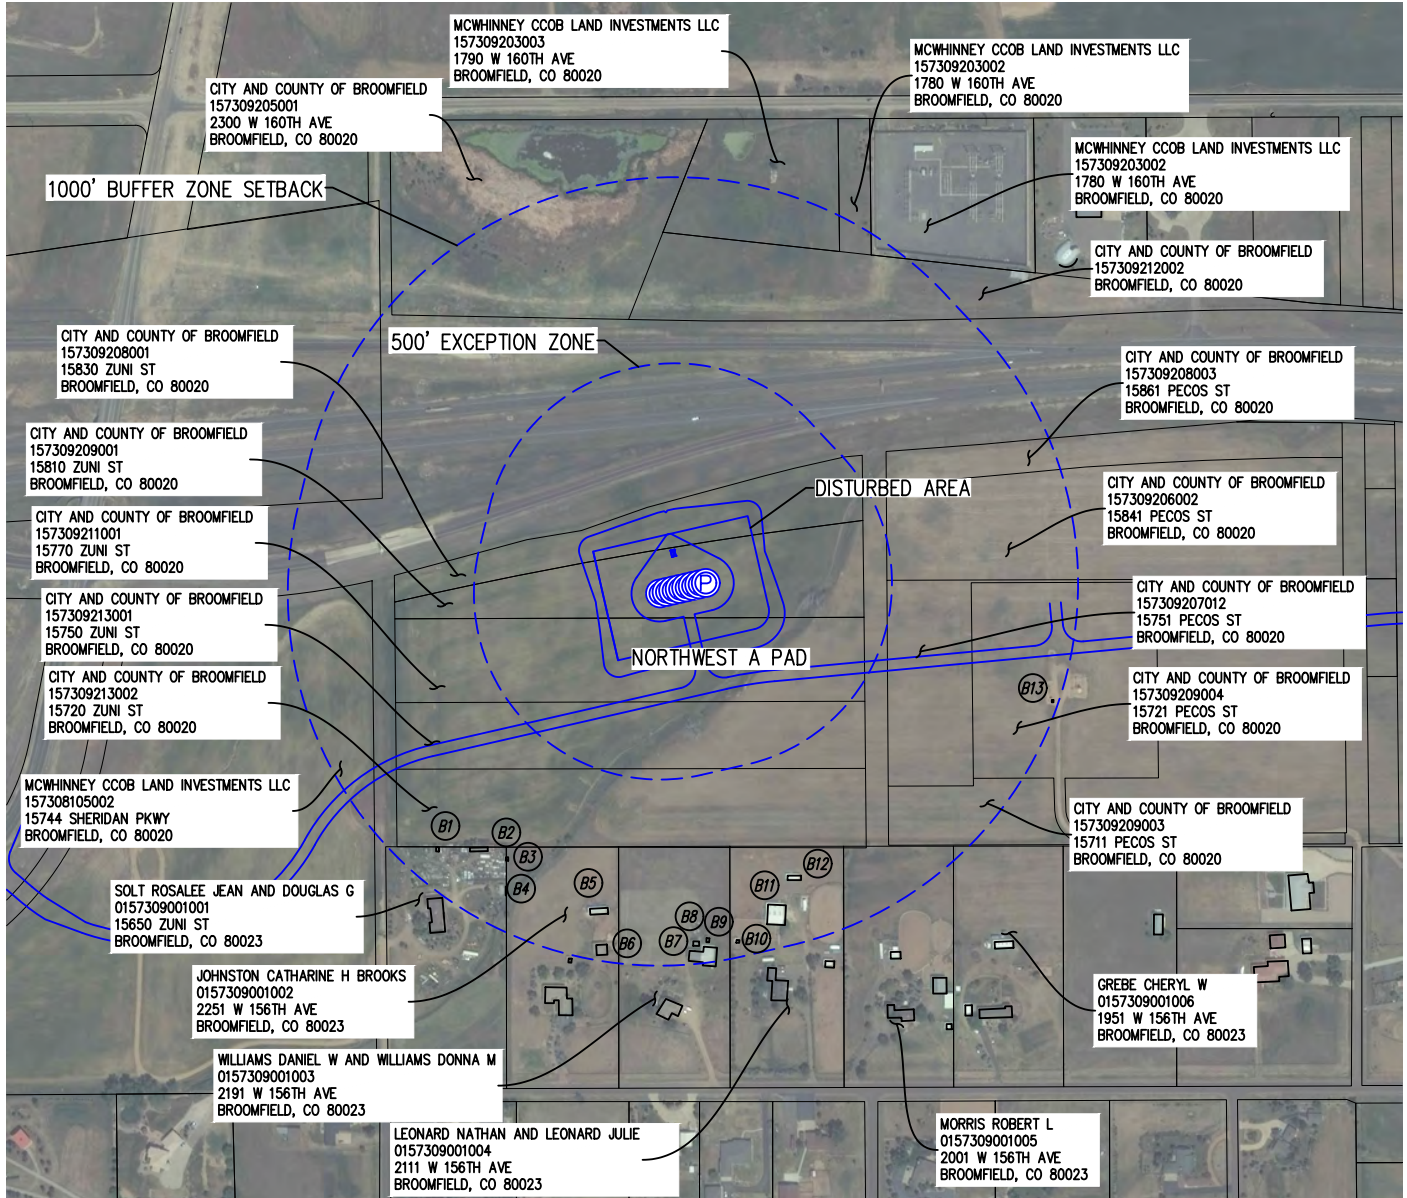 MCWHINNEY CCOB LAND INVESTMENTS LLC
157309203003
1790 W 160TH AVE
BROOMFIELD, CO 80020
MCWHINNEY CCOB LAND INVESTMENTS LLC
157309203002
1780 W 160TH AVE
BROOMFIELD, CO 80020
CITY AND COUNTY OF BROOMFIELD
157309205001
2300 W 160TH AVE
BROOMFIELD, CO 80020
MCWHINNEY CCOB LAND INVESTMENTS LLC
157309203002
1780 W 160TH AVE
BROOMFIELD, CO 80020
1000' BUFFER ZONE SETBACK
CITY AND COUNTY OF BROOMFIELD
157309212002
BROOMFIELD, CO 80020
500' EXCEPTION ZONE
CITY AND COUNTY OF BROOMFIELD
157309208001
15830 ZUNI ST
BROOMFIELD, CO 80020
CITY AND COUNTY OF BROOMFIELD
157309208003
15861 PECOS ST
BROOMFIELD, CO 80020
CITY AND COUNTY OF BROOMFIELD
157309209001
15810 ZUNI ST
BROOMFIELD, CO 80020
DISTURBED AREA
CITY AND COUNTY OF BROOMFIELD
157309206002
15841 PECOS ST
BROOMFIELD, CO 80020
CITY AND COUNTY OF BROOMFIELD
157309211001
15770 ZUNI ST
BROOMFIELD, CO 80020
P
CITY AND COUNTY OF BROOMFIELD
157309207012
15751 PECOS ST
BROOMFIELD, CO 80020
CITY AND COUNTY OF BROOMFIELD
157309213001
15750 ZUNI ST
BROOMFIELD, CO 80020
NORTHWEST A PAD
CITY AND COUNTY OF BROOMFIELD
157309213002
15720 ZUNI ST
BROOMFIELD, CO 80020
B13
CITY AND COUNTY OF BROOMFIELD
157309209004
15721 PECOS ST
BROOMFIELD, CO 80020
MCWHINNEY CCOB LAND INVESTMENTS LLC
157308105002
15744 SHERIDAN PKWY
BROOMFIELD, CO 80020
CITY AND COUNTY OF BROOMFIELD
157309209003
15711 PECOS ST
BROOMFIELD, CO 80020
B1
B2
B3
B4
B5
B6
B7
B8
B9
B10
B11
B12
SOLT ROSALEE JEAN AND DOUGLAS G
0157309001001
15650 ZUNI ST
BROOMFIELD, CO 80023
JOHNSTON CATHARINE H BROOKS
0157309001002
2251 W 156TH AVE
BROOMFIELD, CO 80023
GREBE CHERYL W
0157309001006
1951 W 156TH AVE
BROOMFIELD, CO 80023
WILLIAMS DANIEL W AND WILLIAMS DONNA M
0157309001003
2191 W 156TH AVE
BROOMFIELD, CO 80023
LEONARD NATHAN AND LEONARD JULIE
0157309001004
2111 W 156TH AVE
BROOMFIELD, CO 80023
MORRIS ROBERT L
0157309001005
2001 W 156TH AVE
BROOMFIELD, CO 80023